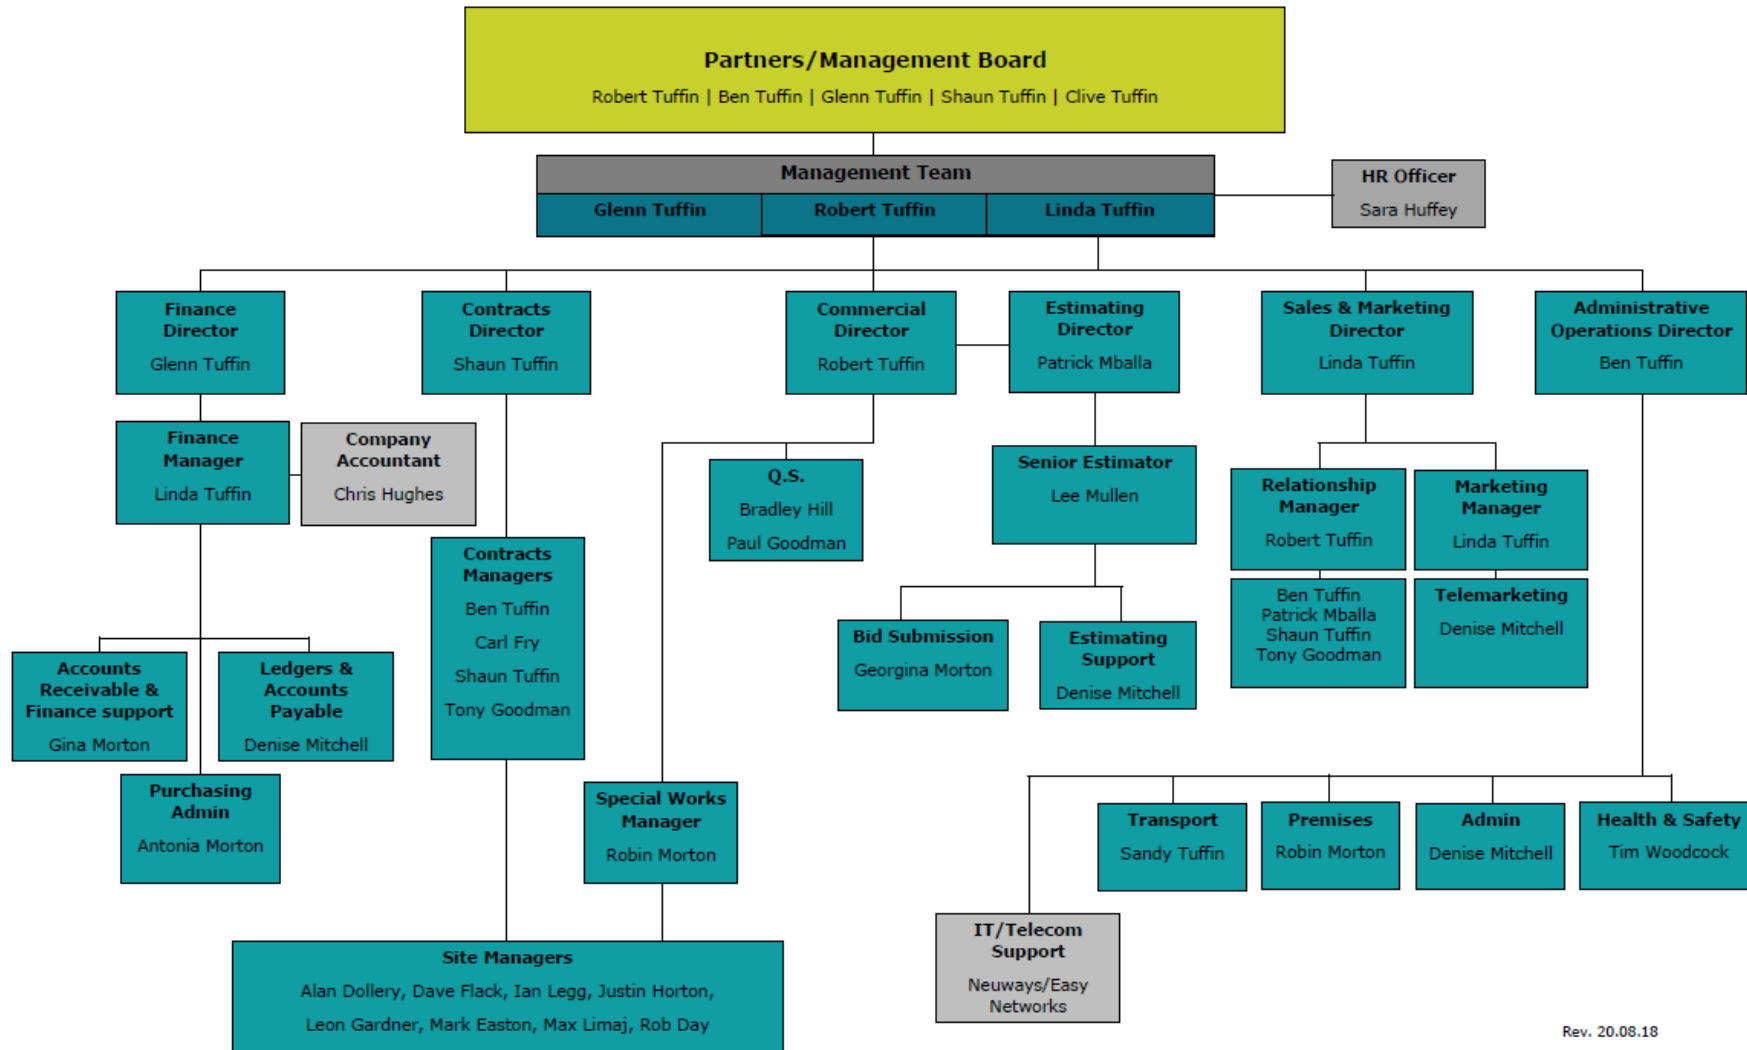 Partners/Management Board
Robert Tuffin | Ben Tuffin | Glenn Tuffin | Shaun Tuffin | Clive Tuffin
Management Team
Glenn Tuffin
Robert Tuffin
Linda Tuffin
HR Officer
Sara Huffey
Finance
Director
Glenn Tuffin
Contracts
Director
Shaun Tuffin
Commercial
Director
Robert Tuffin
Estimating
Director
Patrick Mballa
Sales & Marketing
Director
Linda Tuffin
Administrative
Operations Director
Ben Tuffin
Finance
Manager
Linda Tuffin
Company
Accountant
Chris Hughes
Q.S.
Bradley Hill
Paul Goodman
Senior Estimator
Lee Mullen
Relationship
Manager
Robert Tuffin
Marketing
Manager
Linda Tuffin
Contracts
Managers
Ben Tuffin
Carl Fry
Shaun Tuffin
Tony Goodman
Ben Tuffin
Patrick Mballa
Shaun Tuffin
Tony Goodman
Telemarketing
Denise Mitchell
Bid Submission
Georgina Morton
Estimating
Support
Denise Mitchell
Accounts
Receivable &
Finance support
Gina Morton
Ledgers &
Accounts
Payable
Denise Mitchell
Purchasing
Admin
Antonia Morton
Special Works
Manager
Robin Morton
Transport
Sandy Tuffin
Premises
Robin Morton
Admin
Denise Mitchell
Health & Safety
Tim Woodcock
IT/Telecom
Support
Neuways/Easy
Networks
Site Managers
Alan Dollery, Dave Flack, Ian Legg, Justin Horton,
Leon Gardner, Mark Easton, Max Limaj, Rob Day
Rev. 20.08.18